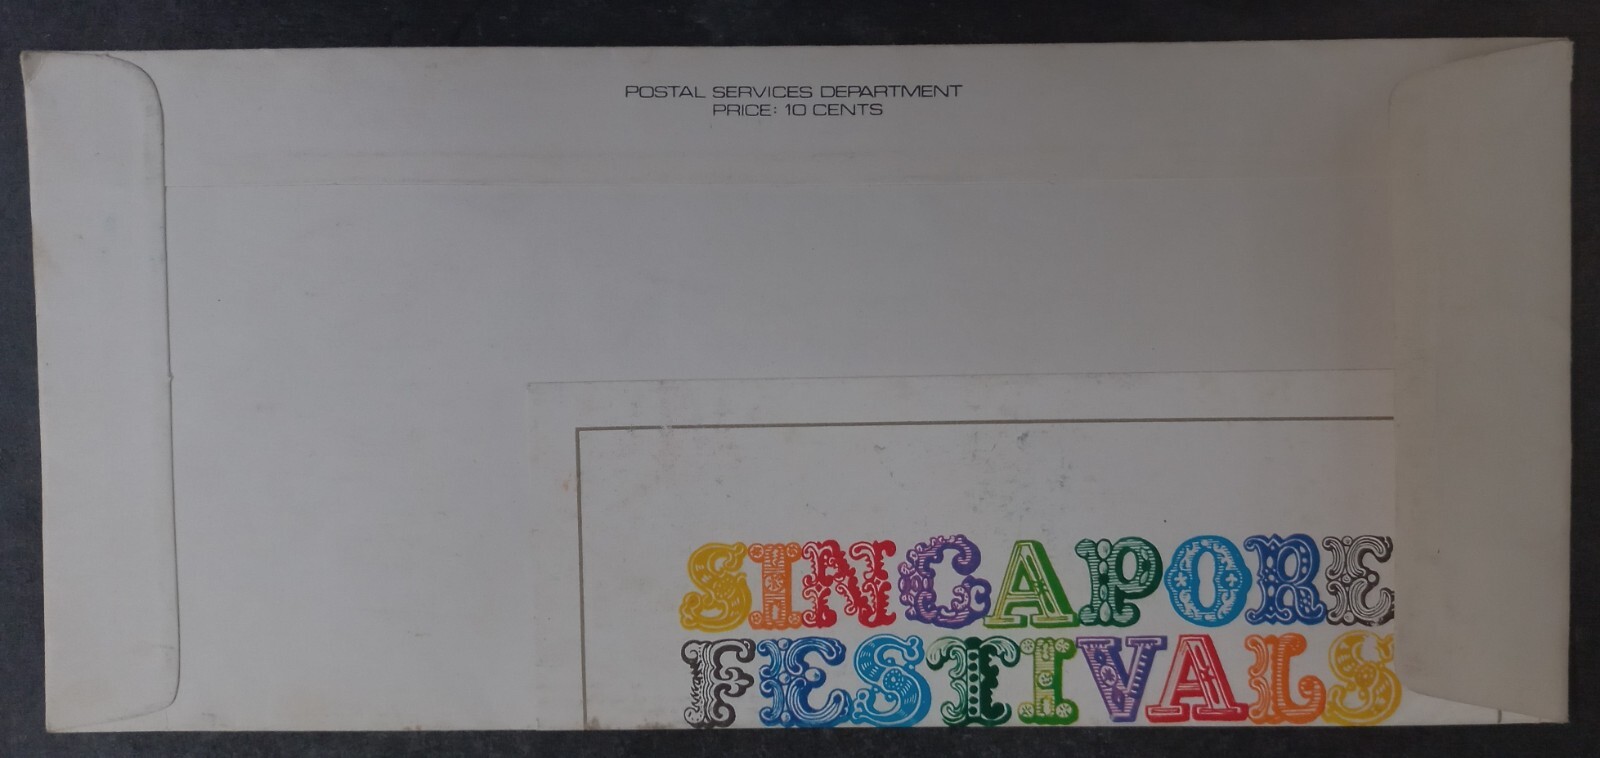 POSTAL SERVICES DEPARTMENT
PRICE: 10 CENTS
SINGAPORE
FESTIVALS